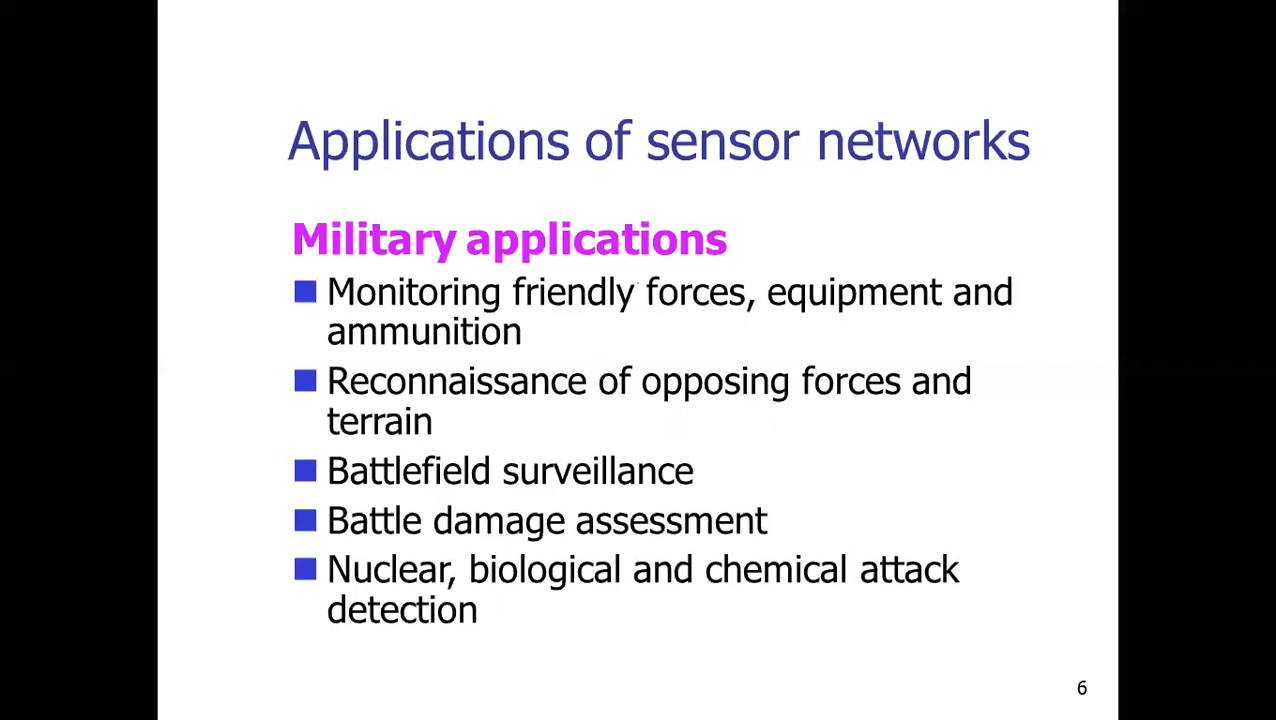 Applications of sensor networks
Military applications
Monitoring friendly forces, equipment and
ammunition
Reconnaissance of opposing forces and
terrain
Battlefield surveillance
Battle damage assessment
Nuclear, biological and chemical attack
detection
6